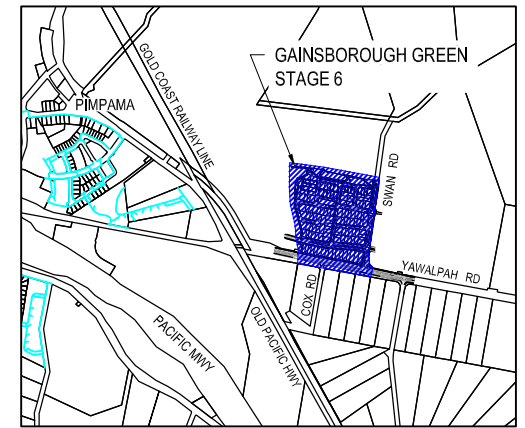 GAINSBOROUGH GREEN
STAGE 6
GOLD COAST RAILWAY LINE
PIMPAMA
SWAN RD
YAWALPAH RD
COX RD
PACIFIC MWY
OLD PACIFIC HWY